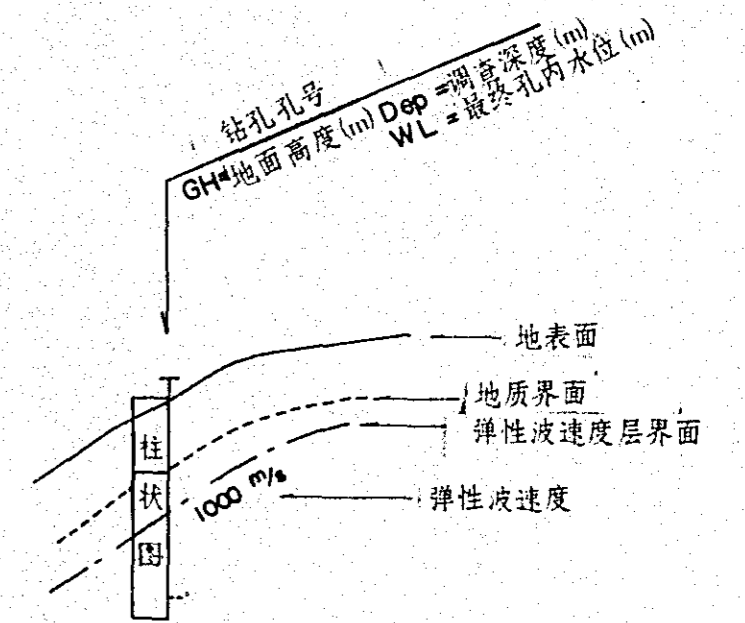 钻孔孔号
GH=地面高度(m) Dep=调查深度(m)
WL=最终孔内水位(m)
地表面
地质界面
弹性波速度层界面
1000 m/s
弹性波速度
柱状图